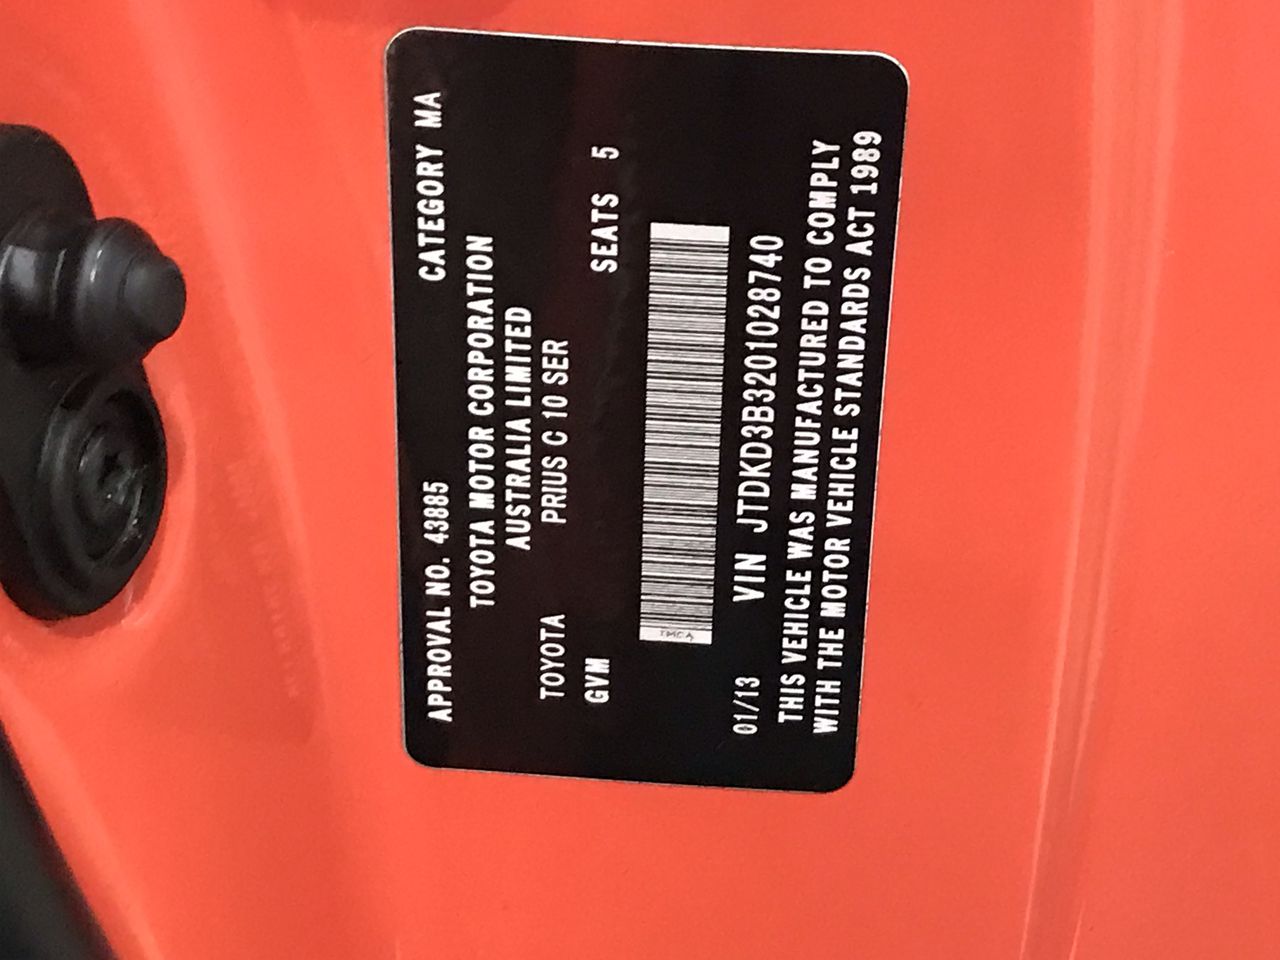 APPROVAL NO. 43885 CATEGORY MA
TOYOTA MOTOR CORPORATION
AUSTRALIA LIMITED
TOYOTA PRIUS C 10 SER
GVM SEATS 5
TMCA
01/13 VIN JTDKD3B3201028740
THIS VEHICLE WAS MANUFACTURED TO COMPLY
WITH THE MOTOR VEHICLE STANDARDS ACT 1989